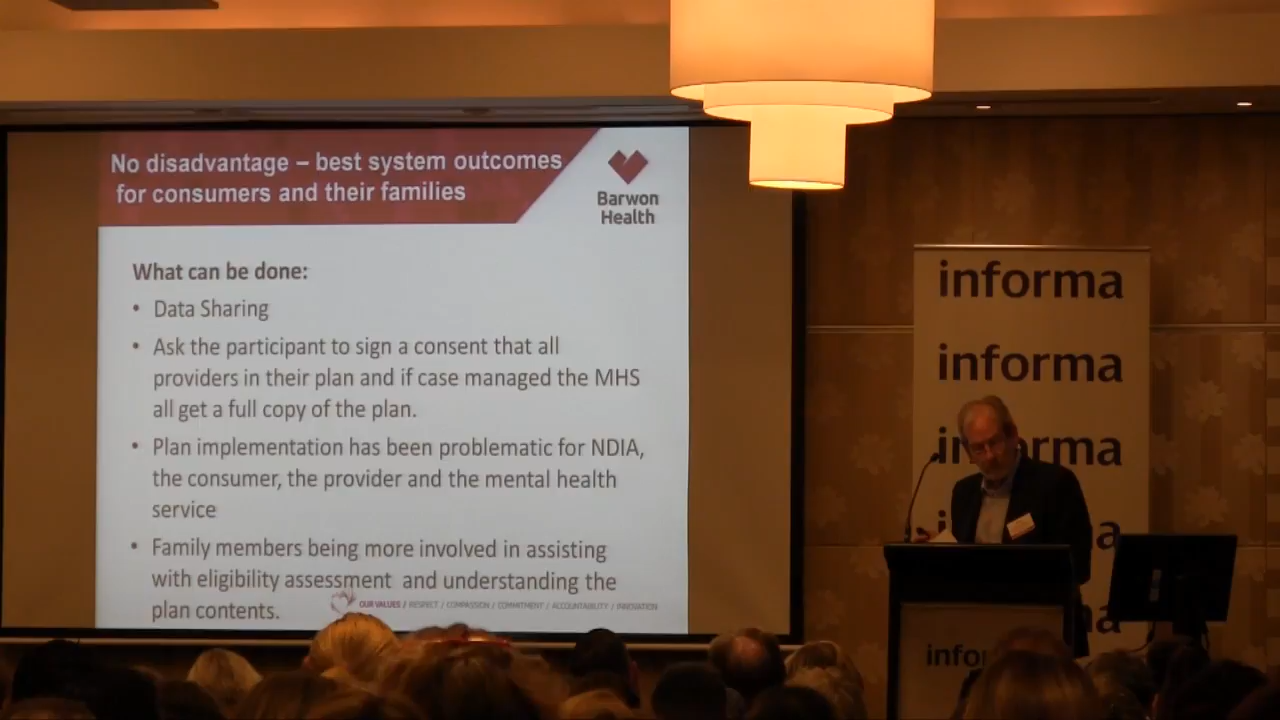 No disadvantage – best system outcomes
for consumers and their families
Barwon
Health
What can be done:
• Data Sharing
• Ask the participant to sign a consent that all
providers in their plan and if case managed the MHS
all get a full copy of the plan.
• Plan implementation has been problematic for NDIA,
the consumer, the provider and the mental health
service
• Family members being more involved in assisting
with eligibility assessment and understanding the
plan contents.
OUR VALUES / RESPECT / COMPASSION / COMMITMENT / ACCOUNTABILITY / INNOVATION
informa
informa
informa